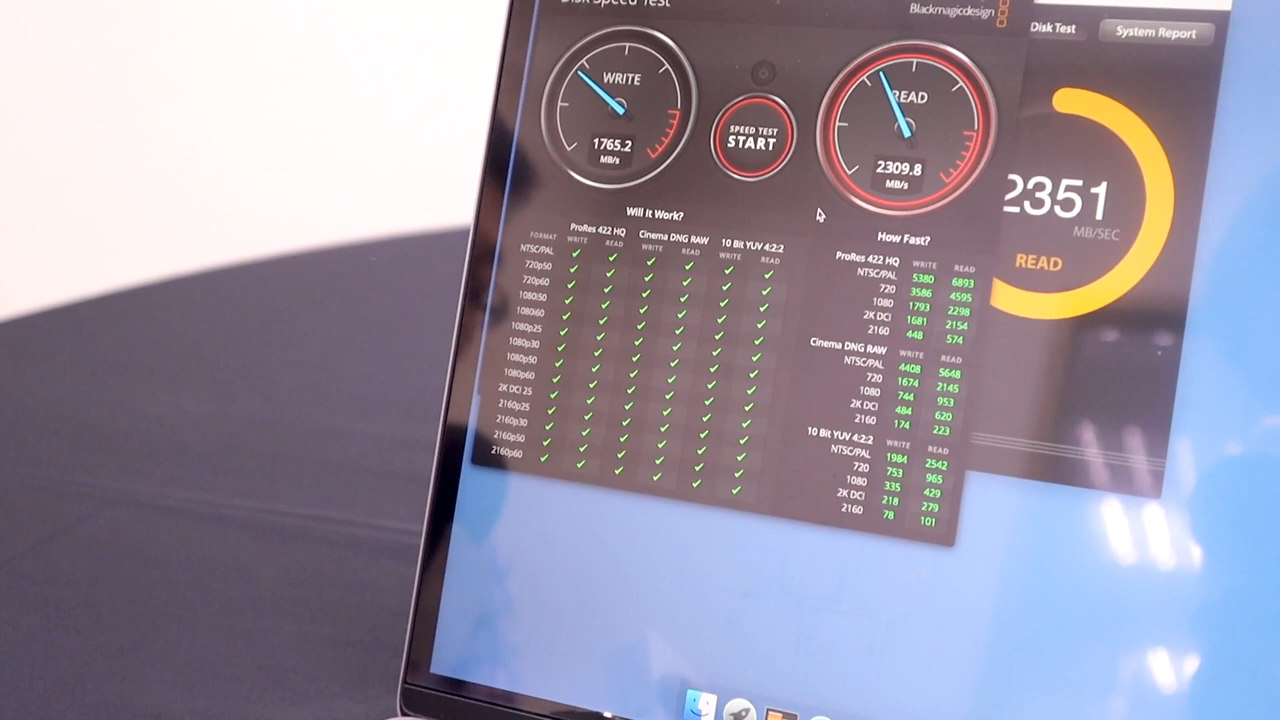 Disk Speed Test
Blackmagicdesign
Disk Test
System Report
WRITE
1765.2
MB/s
SPEED TEST
START
READ
2309.8
MB/s
2351
MB/SEC
READ
Will It Work?
ProRes 422 HQ Cinema DNG RAW 10 Bit YUV 4:2:2
FORMAT WRITE READ WRITE READ WRITE READ
NTSC/PAL ✓ ✓ ✓ ✓ ✓ ✓
720p50 ✓ ✓ ✓ ✓ ✓ ✓
720p60 ✓ ✓ ✓ ✓ ✓ ✓
1080i50 ✓ ✓ ✓ ✓ ✓ ✓
1080i60 ✓ ✓ ✓ ✓ ✓ ✓
1080p25 ✓ ✓ ✓ ✓ ✓ ✓
1080p30 ✓ ✓ ✓ ✓ ✓ ✓
1080p50 ✓ ✓ ✓ ✓ ✓ ✓
1080p60 ✓ ✓ ✓ ✓ ✓ ✓
2K DCI 25 ✓ ✓ ✓ ✓ ✓ ✓
2160p25 ✓ ✓ ✓ ✓ ✓ ✓
2160p30 ✓ ✓ ✓ ✓ ✓ ✓
2160p50 ✓ ✓ ✓ ✓ ✓ ✓
2160p60 ✓ ✓ ✓ ✓ ✓ ✓
How Fast?
ProRes 422 HQ WRITE READ
NTSC/PAL 5380 6893
720 3586 4595
1080 1793 2298
2K DCI 1681 2154
2160 448 574
Cinema DNG RAW WRITE READ
NTSC/PAL 4408 5648
720 1674 2145
1080 744 953
2K DCI 484 620
2160 174 223
10 Bit YUV 4:2:2 WRITE READ
NTSC/PAL 1984 2542
720 753 965
1080 335 429
2K DCI 218 279
2160 78 101